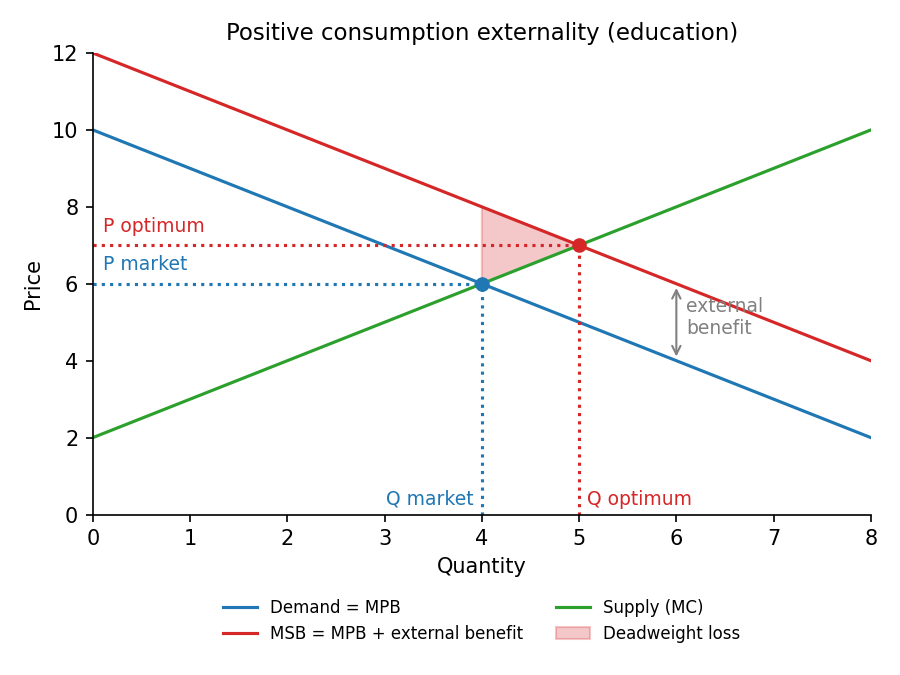 Positive consumption externality (education)
12
10
8
P optimum
P market
6
external
benefit
Price
4
2
Q market
Q optimum
0
0 1 2 3 4 5 6 7 8
Quantity
Demand = MPB
Supply (MC)
MSB = MPB + external benefit
Deadweight loss